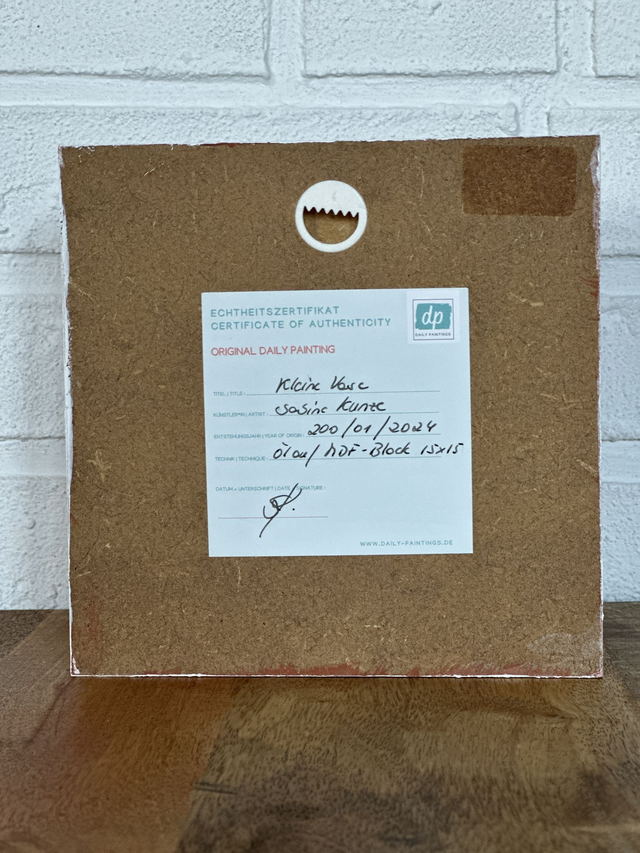 ECHTHEITSZERTIFIKAT
CERTIFICATE OF AUTHENTICITY
dp
DAILY PAINTINGS
ORIGINAL DAILY PAINTING
TITEL | TITLE: Kleine Vase
KÜNSTLER*IN | ARTIST: Sabine Kunze
ENTSTEHUNGSJAHR | YEAR OF ORIGIN: 200/01/2024
TECHNIK | TECHNIQUE: Öl auf MDF-Block 15x15
DATUM + UNTERSCHRIFT | DATE + SIGNATURE:
WWW.DAILY-PAINTINGS.DE